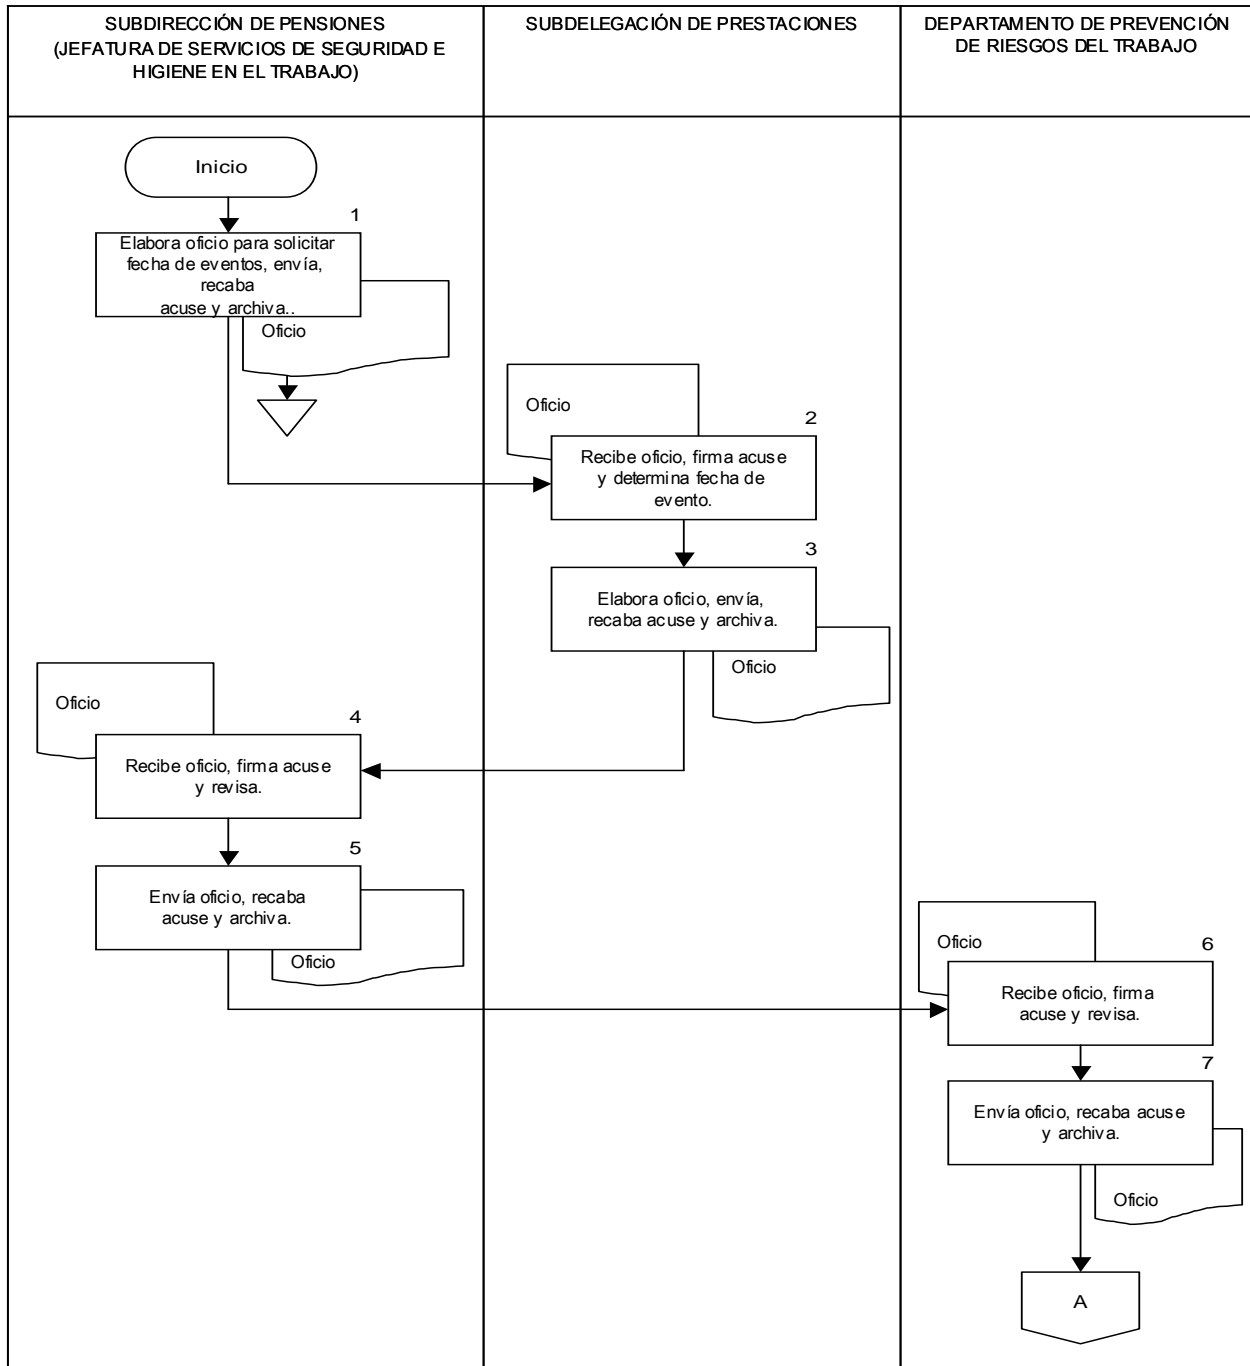 SUBDIRECCIÓN DE PENSIONES
(JEFATURA DE SERVICIOS DE SEGURIDAD E
HIGIENE EN EL TRABAJO)
SUBDELEGACIÓN DE PRESTACIONES
DEPARTAMENTO DE PREVENCIÓN
DE RIESGOS DEL TRABAJO
Inicio
1
Elabora oficio para solicitar
fecha de eventos, envía,
recaba
acuse y archiva..
Oficio
Oficio
2
Recibe oficio, firma acuse
y determina fecha de
evento.
3
Elabora oficio, envía,
recaba acuse y archiva.
Oficio
Oficio
4
Recibe oficio, firma acuse
y revisa.
5
Envía oficio, recaba
acuse y archiva.
Oficio
Oficio
6
Recibe oficio, firma
acuse y revisa.
7
Envía oficio, recaba acuse
y archiva.
Oficio
A